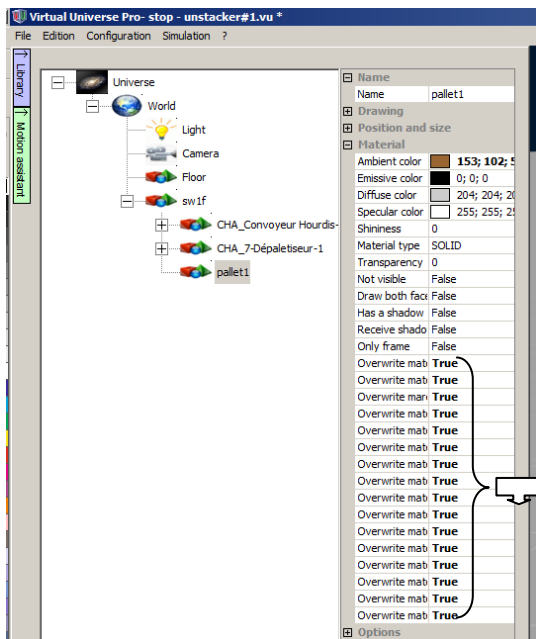 Virtual Universe Pro- stop - unstacker#1.vu *
File Edition Configuration Simulation ?
Library
Motion assistant
Universe
World
Light
Camera
Floor
sw1f
CHA_Convoyeur Hourdis-
CHA_7-Dépaletiseur-1
pallet1
Name
Name pallet1
Drawing
Position and size
Material
Ambient color 153; 102; 5
Emissive color 0; 0; 0
Diffuse color 204; 204; 20
Specular color 255; 255; 25
Shininess 0
Material type SOLID
Transparency 0
Not visible False
Draw both face False
Has a shadow False
Receive shado False
Only frame False
Overwrite mat True
Overwrite mat True
Overwrite mare True
Overwrite mat True
Overwrite mat True
Overwrite mat True
Overwrite mat True
Overwrite mat True
Overwrite mat True
Overwrite mat True
Overwrite mat True
Overwrite mat True
Overwrite mat True
Overwrite mat True
Overwrite mat True
Overwrite mat True
Options